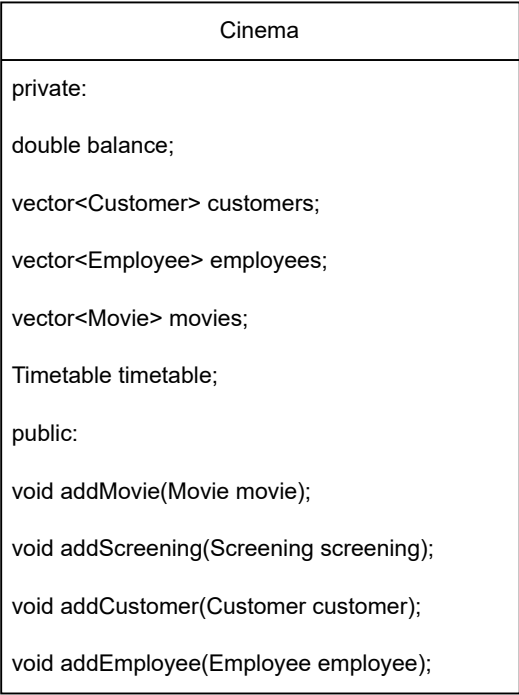 Cinema
private:
double balance;
vector<Customer> customers;
vector<Employee> employees;
vector<Movie> movies;
Timetable timetable;
public:
void addMovie(Movie movie);
void addScreening(Screening screening);
void addCustomer(Customer customer);
void addEmployee(Employee employee);